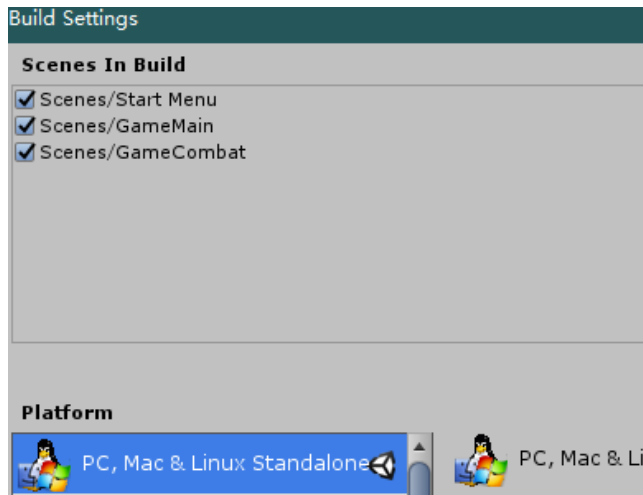 Build Settings
Scenes In Build
Scenes/Start Menu
Scenes/GameMain
Scenes/GameCombat
Platform
PC, Mac & Linux Standalone
PC, Mac & Li